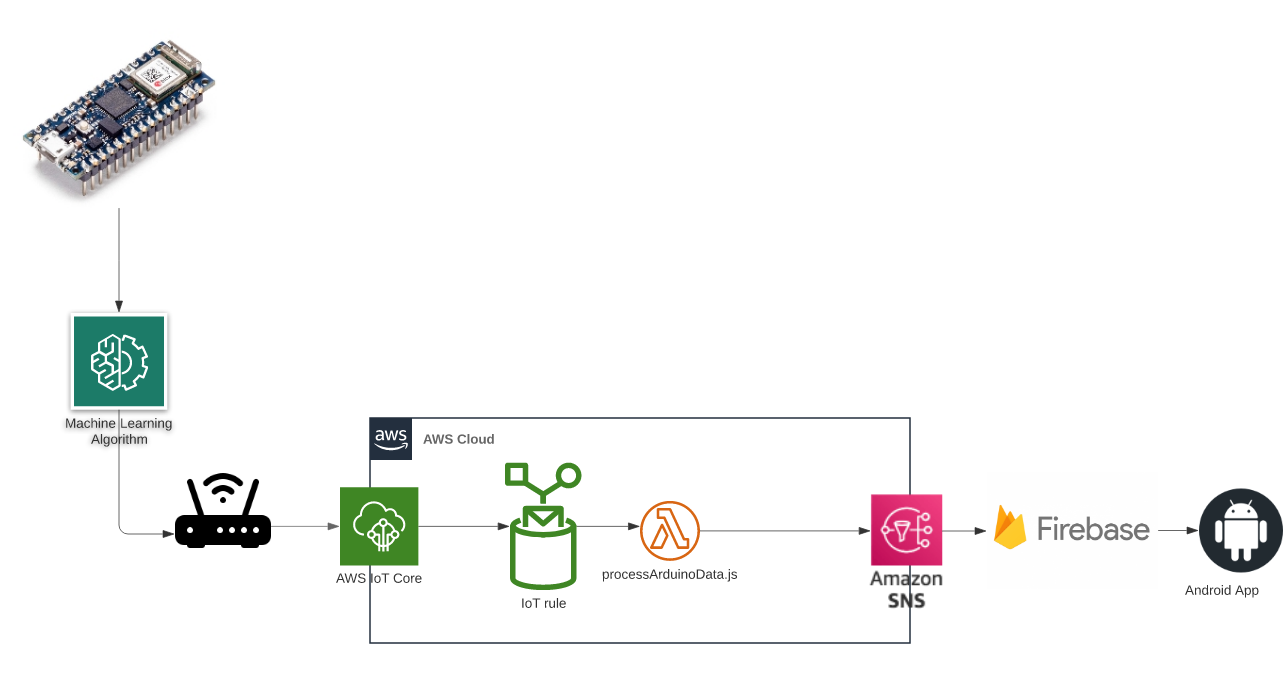 Machine Learning
Algorithm
aws
AWS Cloud
AWS IoT Core
IoT rule
processArduinoData.js
Amazon
SNS
Firebase
Android App